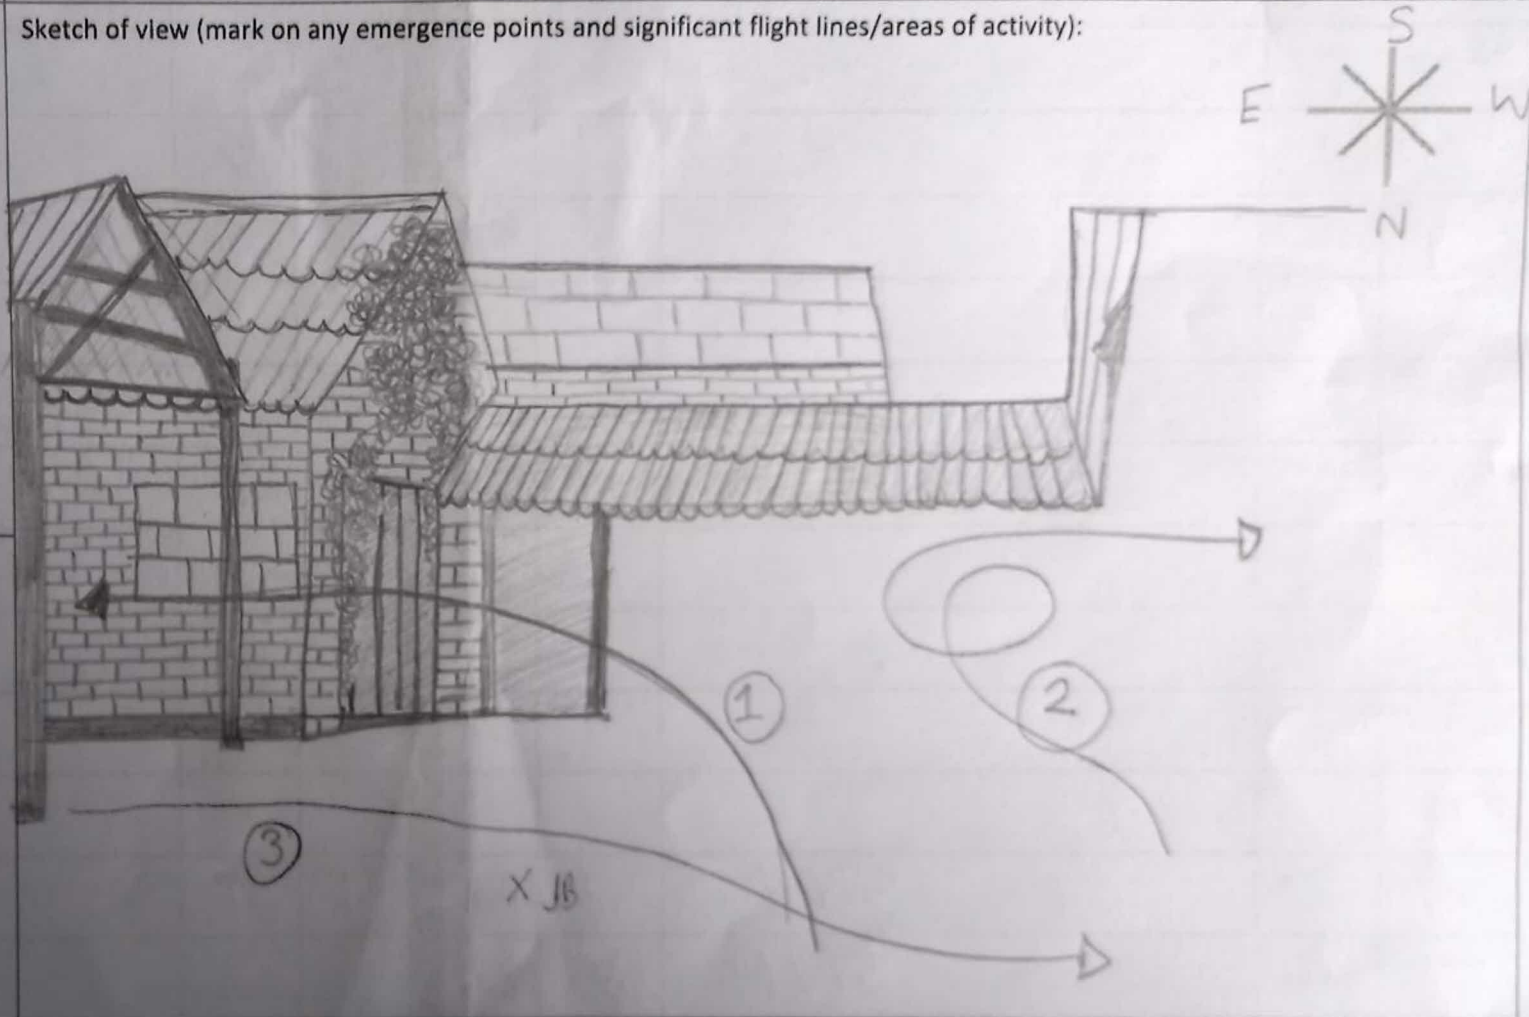 Sketch of view (mark on any emergence points and significant flight lines/areas of activity):
S
E W
N
1
2
3
X JB